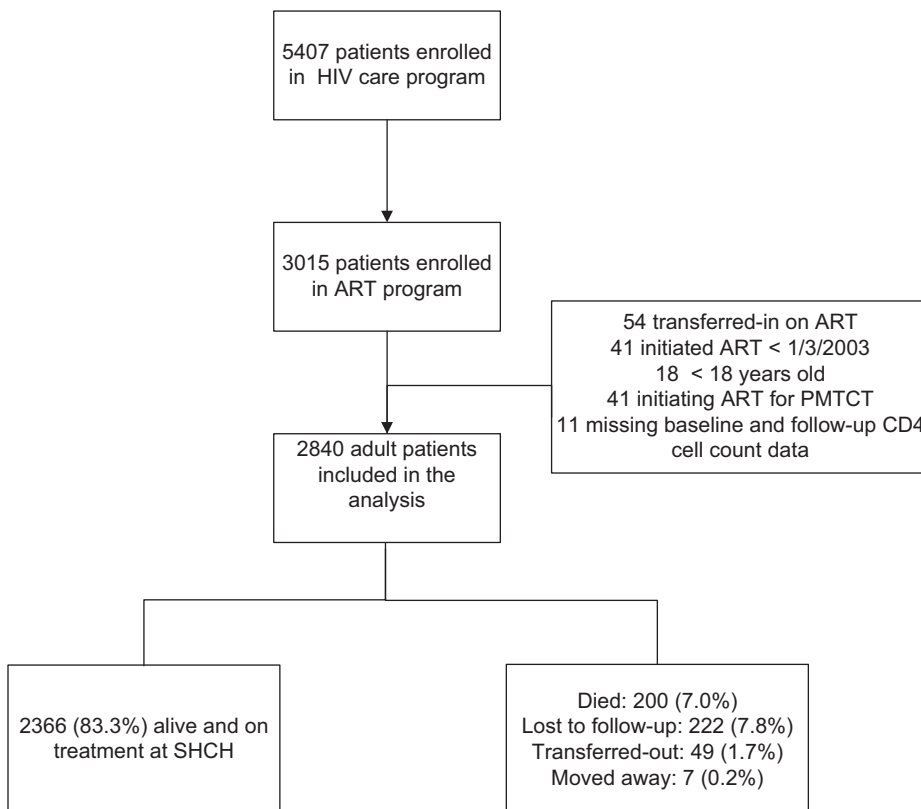 5407 patients enrolled
in HIV care program
3015 patients enrolled
in ART program
54 transferred-in on ART
41 initiated ART < 1/3/2003
18 < 18 years old
41 initiating ART for PMTCT
11 missing baseline and follow-up CD4
cell count data
2840 adult patients
included in the
analysis
2366 (83.3%) alive and on
treatment at SHCH
Died: 200 (7.0%)
Lost to follow-up: 222 (7.8%)
Transferred-out: 49 (1.7%)
Moved away: 7 (0.2%)